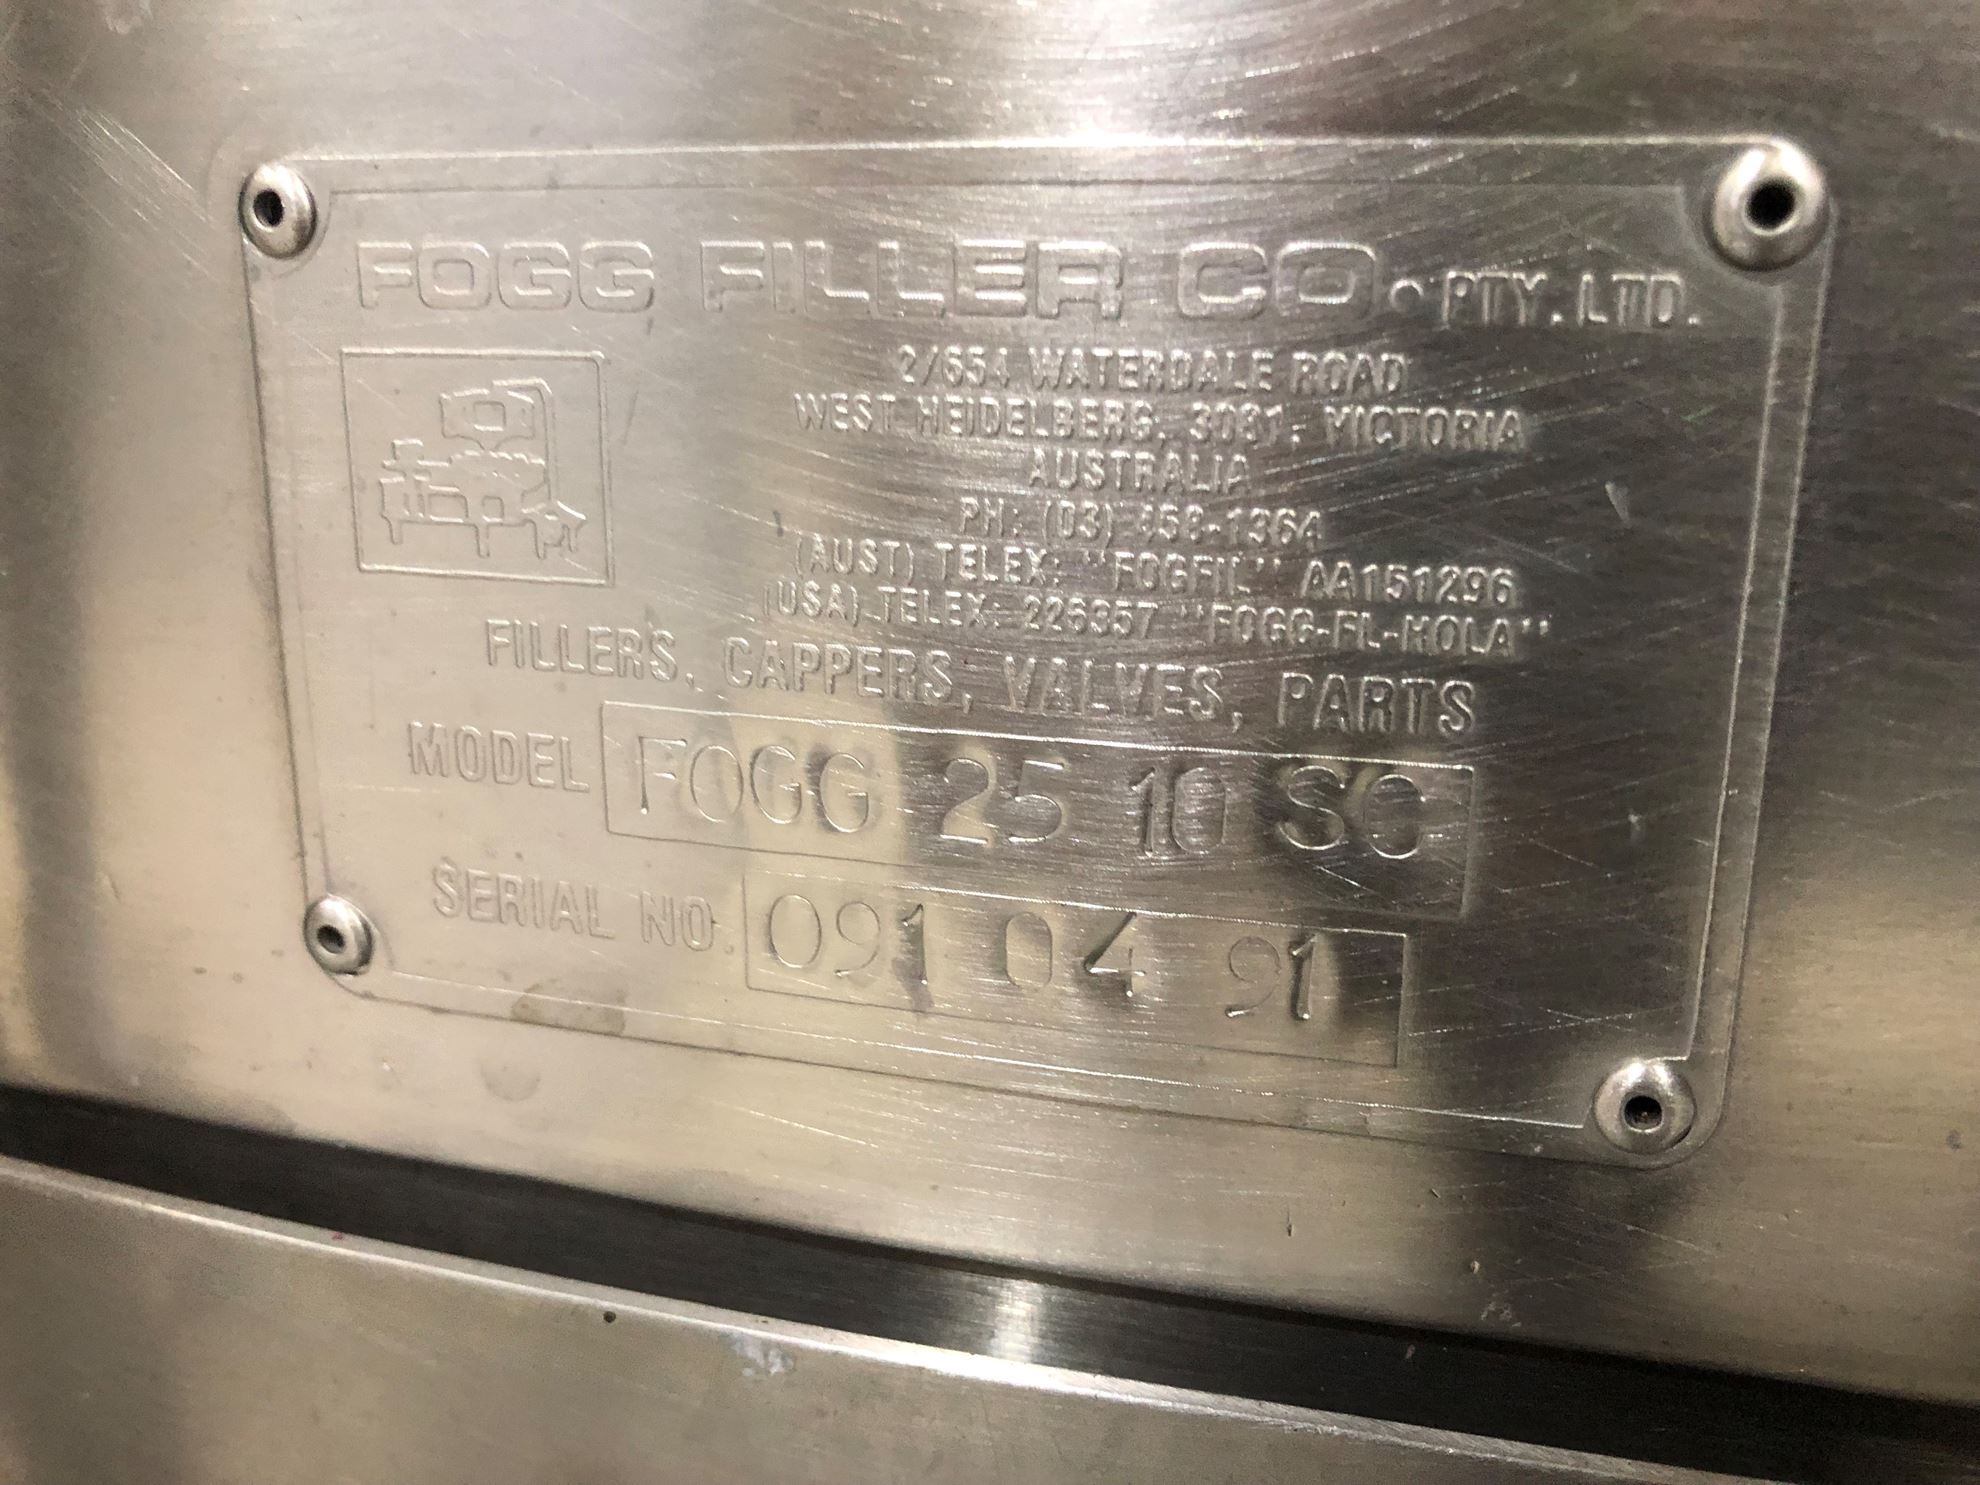 FOGG FILLER CO. PTY. LTD.
2/654 WATERDALE ROAD
WEST HEIDELBERG, 3081, VICTORIA
AUSTRALIA
PH: (03) 458-1364
(AUST) TELEX: "FOGFIL" AA151296
(USA) TELEX: 226357 "FOGG-FL-HOLA"
FILLERS, CAPPERS, VALVES, PARTS
MODEL FOGG 25 10 SC
SERIAL NO. 091 04 91